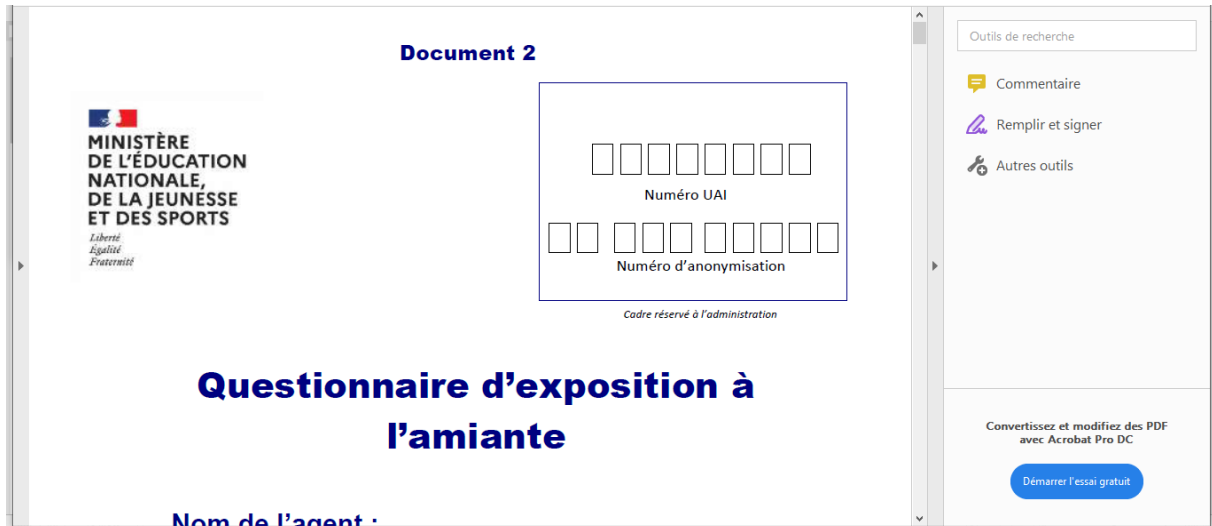 Document 2
MINISTÈRE
DE L'ÉDUCATION
NATIONALE,
DE LA JEUNESSE
ET DES SPORTS
Liberté
Égalité
Fraternité
Numéro UAI
Numéro d'anonymisation
Cadre réservé à l'administration
Questionnaire d'exposition à
l'amiante
Nom de l'agent :
Outils de recherche
Commentaire
Remplir et signer
Autres outils
Convertissez et modifiez des PDF
avec Acrobat Pro DC
Démarrer l'essai gratuit